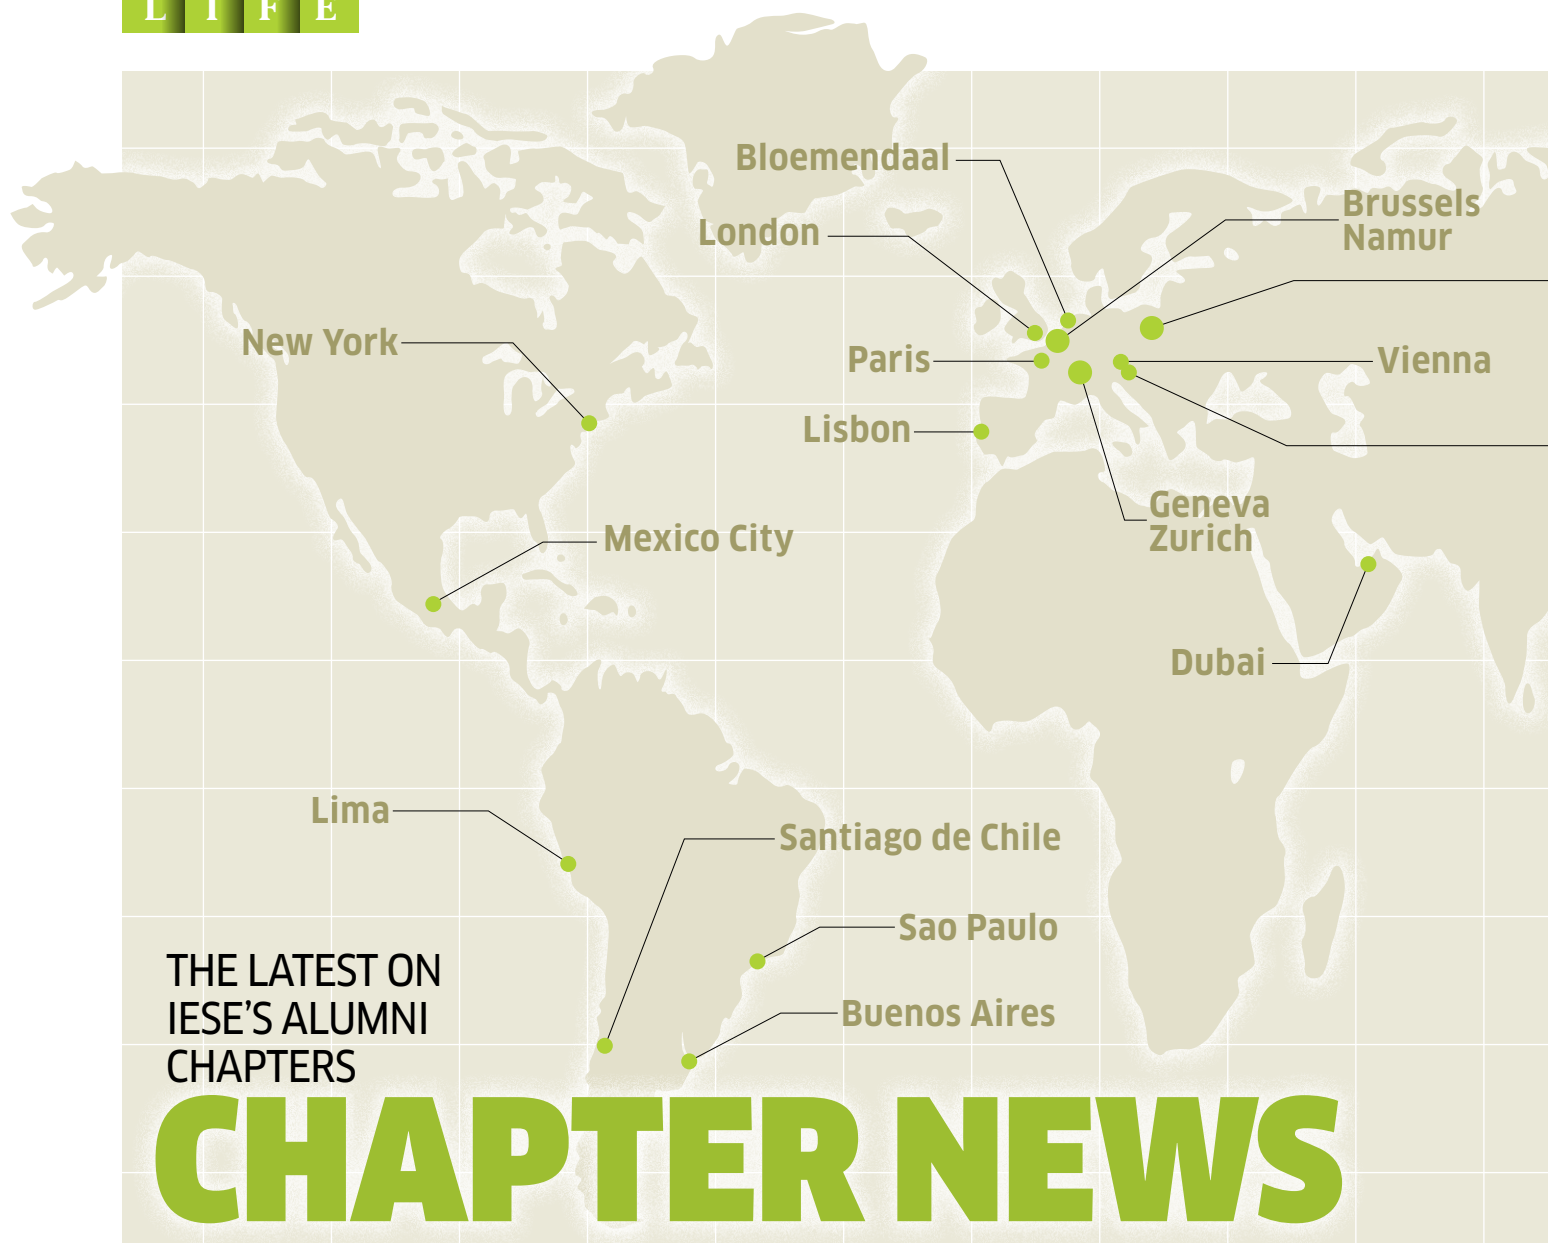 LIFE
Bloemendaal
Brussels
Namur
London
New York
Paris
Vienna
Lisbon
Geneva
Zurich
Mexico City
Dubai
Lima
Santiago de Chile
Sao Paulo
Buenos Aires
THE LATEST ON
IESE’S ALUMNI
CHAPTERS
CHAPTER NEWS